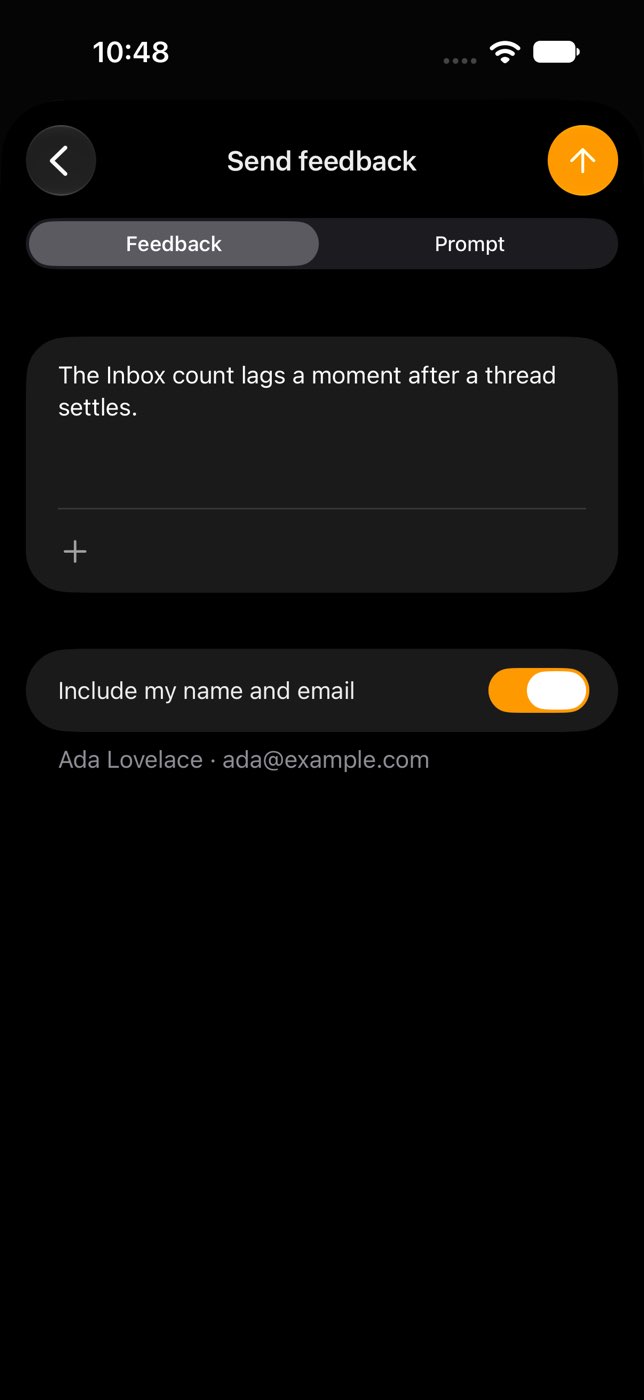 10:48
Send feedback
Feedback
Prompt
The Inbox count lags a moment after a thread
settles.
Include my name and email
Ada Lovelace · ada@example.com